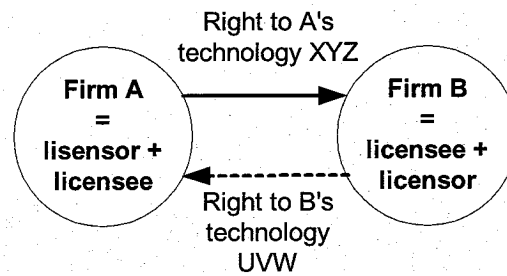 Right to A's
technology XYZ
Firm A
=
lisensor +
licensee
Firm B
=
licensee +
licensor
Right to B's
technology
UVW